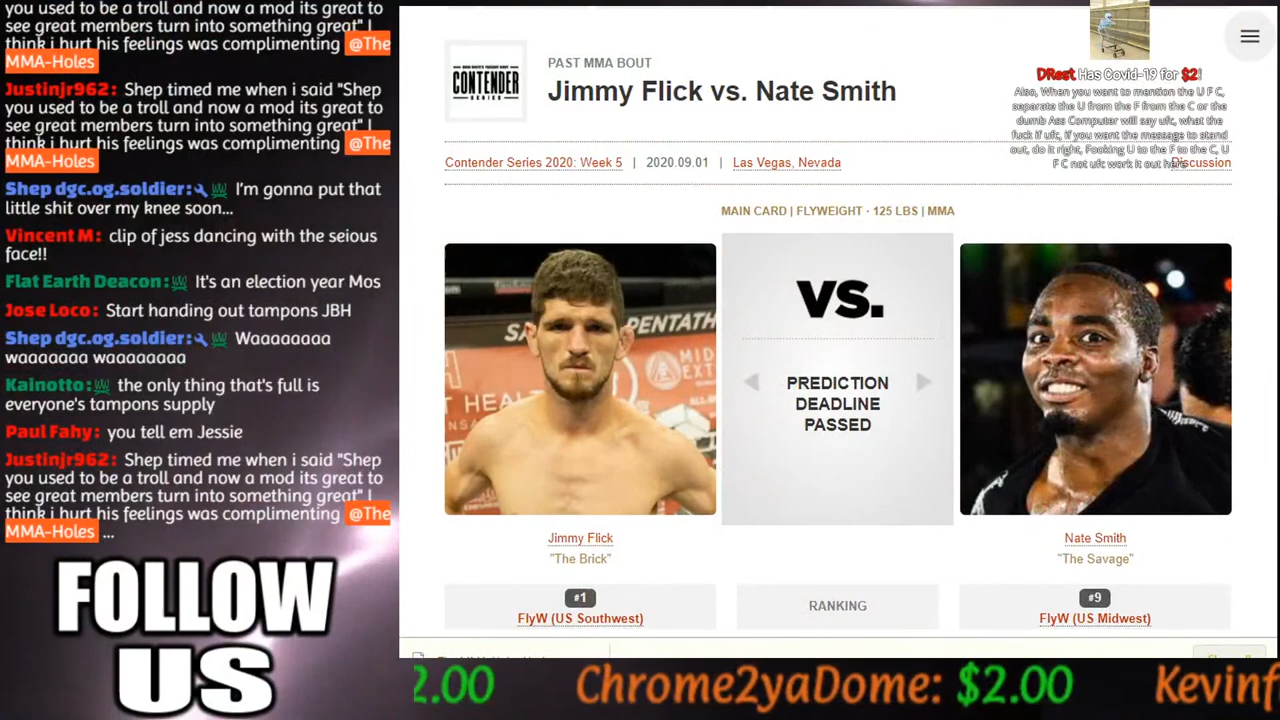 you used to be a troll and now a mod its great to
see great members turn into something great" I
think i hurt his feelings was complimenting @The
MMA-Holes
Justinjr962: Shep timed me when i said "Shep
you used to be a troll and now a mod its great to
see great members turn into something great" I
think i hurt his feelings was complimenting @The
MMA-Holes
Shep dgc.og.soldier: I'm gonna put that
little shit over my knee soon...
Vincent M: clip of jess dancing with the seious
face!!
Flat Earth Deacon: It's an election year Mos
Jose Loco: Start handing out tampons JBH
Shep dgc.og.soldier: Waaaaaaa
waaaaaaa waaaaaaaa
Kainotto: the only thing that's full is
everyone's tampons supply
Paul Fahy: you tell em Jessie
Justinjr962: Shep timed me when i said "Shep
you used to be a troll and now a mod its great to
see great members turn into something great" I
think i hurt his feelings was complimenting @The
MMA-Holes ...
FOLLOW
US
CONTENDER
PAST MMA BOUT
Jimmy Flick vs. Nate Smith
DRest Has Covid-19 for $2!
Also, When you want to mention the U F C,
separate the U from the F from the C or the
dumb Ass Computer will say ufc, what the
fuck if ufc, if you want the message to stand
out, do it right, Fooking U to the F to the C, U
F C not ufc work it out here
Contender Series 2020: Week 5 | 2020.09.01 | Las Vegas, Nevada
Discussion
MAIN CARD | FLYWEIGHT · 125 LBS | MMA
PENTATH
MID
HEALTH
VS.
PREDICTION
DEADLINE
PASSED
Jimmy Flick
"The Brick"
Nate Smith
"The Savage"
#1
FlyW (US Southwest)
RANKING
#9
FlyW (US Midwest)
2.00 Chrome2yaDome: $2.00 Kevinf